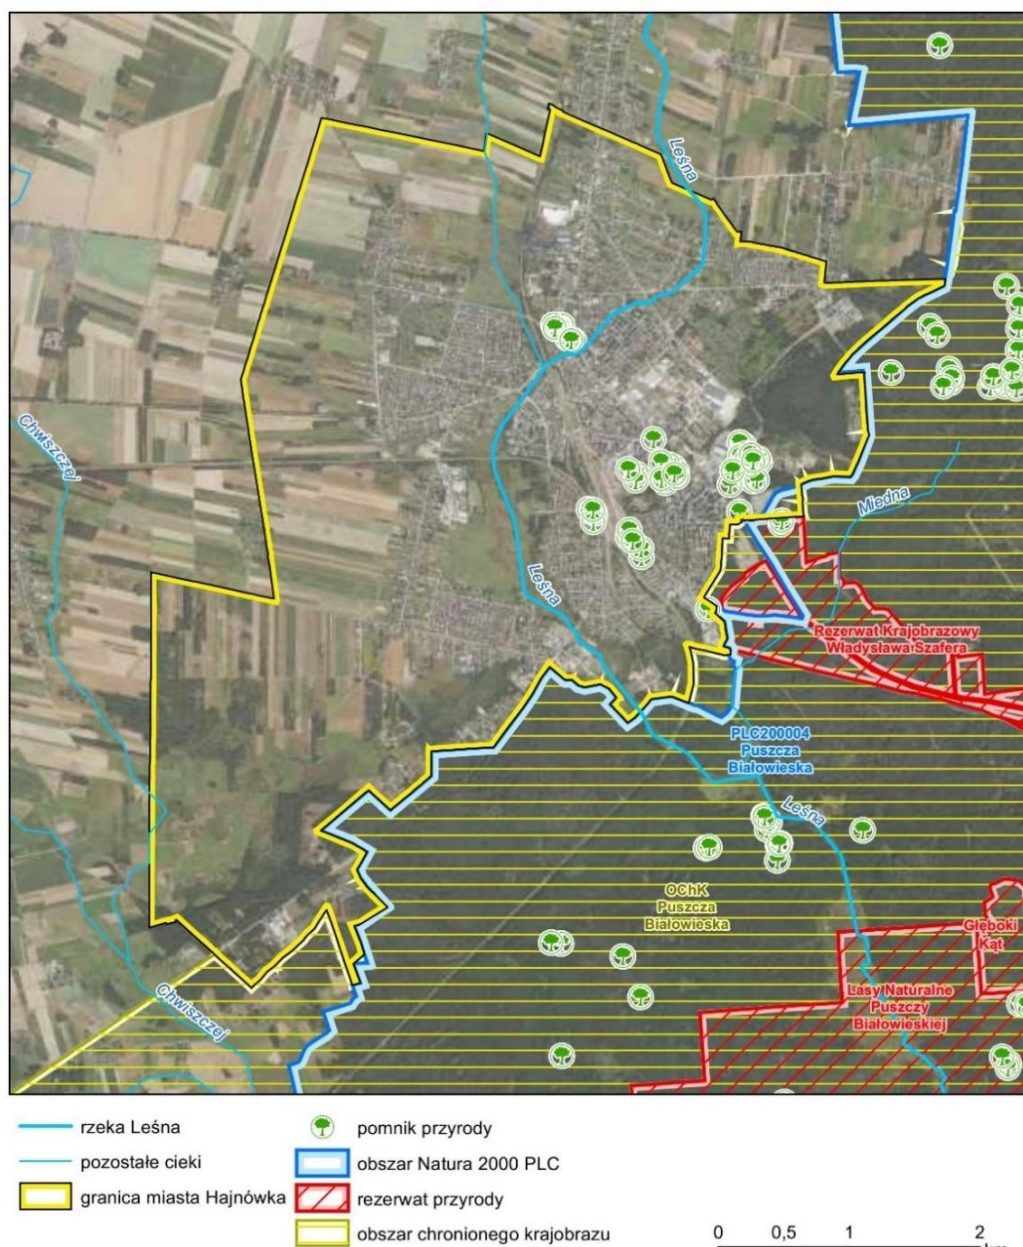 Leśna
Chwiszczej
Miedna
Leśna
Rezerwat Krajobrazowy
Władysława Szafera
PLC200004
Puszcza
Białowieska
Leśna
OChK
Puszcza
Białowieska
Głęboki
Kąt
Lasy Naturalne
Puszczy
Białowieskiej
Chwiszczej
rzeka Leśna
pozostałe cieki
granica miasta Hajnówka
pomnik przyrody
obszar Natura 2000 PLC
rezerwat przyrody
obszar chronionego krajobrazu
0 0,5 1 2
km